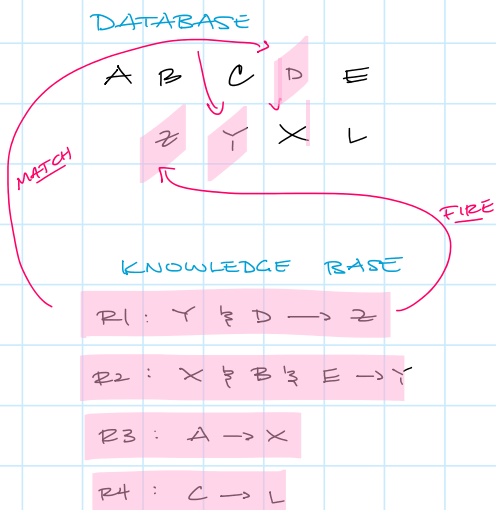 DATABASE
A B C D E
Z Y X L
MATCH
FIRE
KNOWLEDGE BASE
R1 : Y & D → Z
R2 : X & B & E → Y
R3 : A → X
R4 : C → L